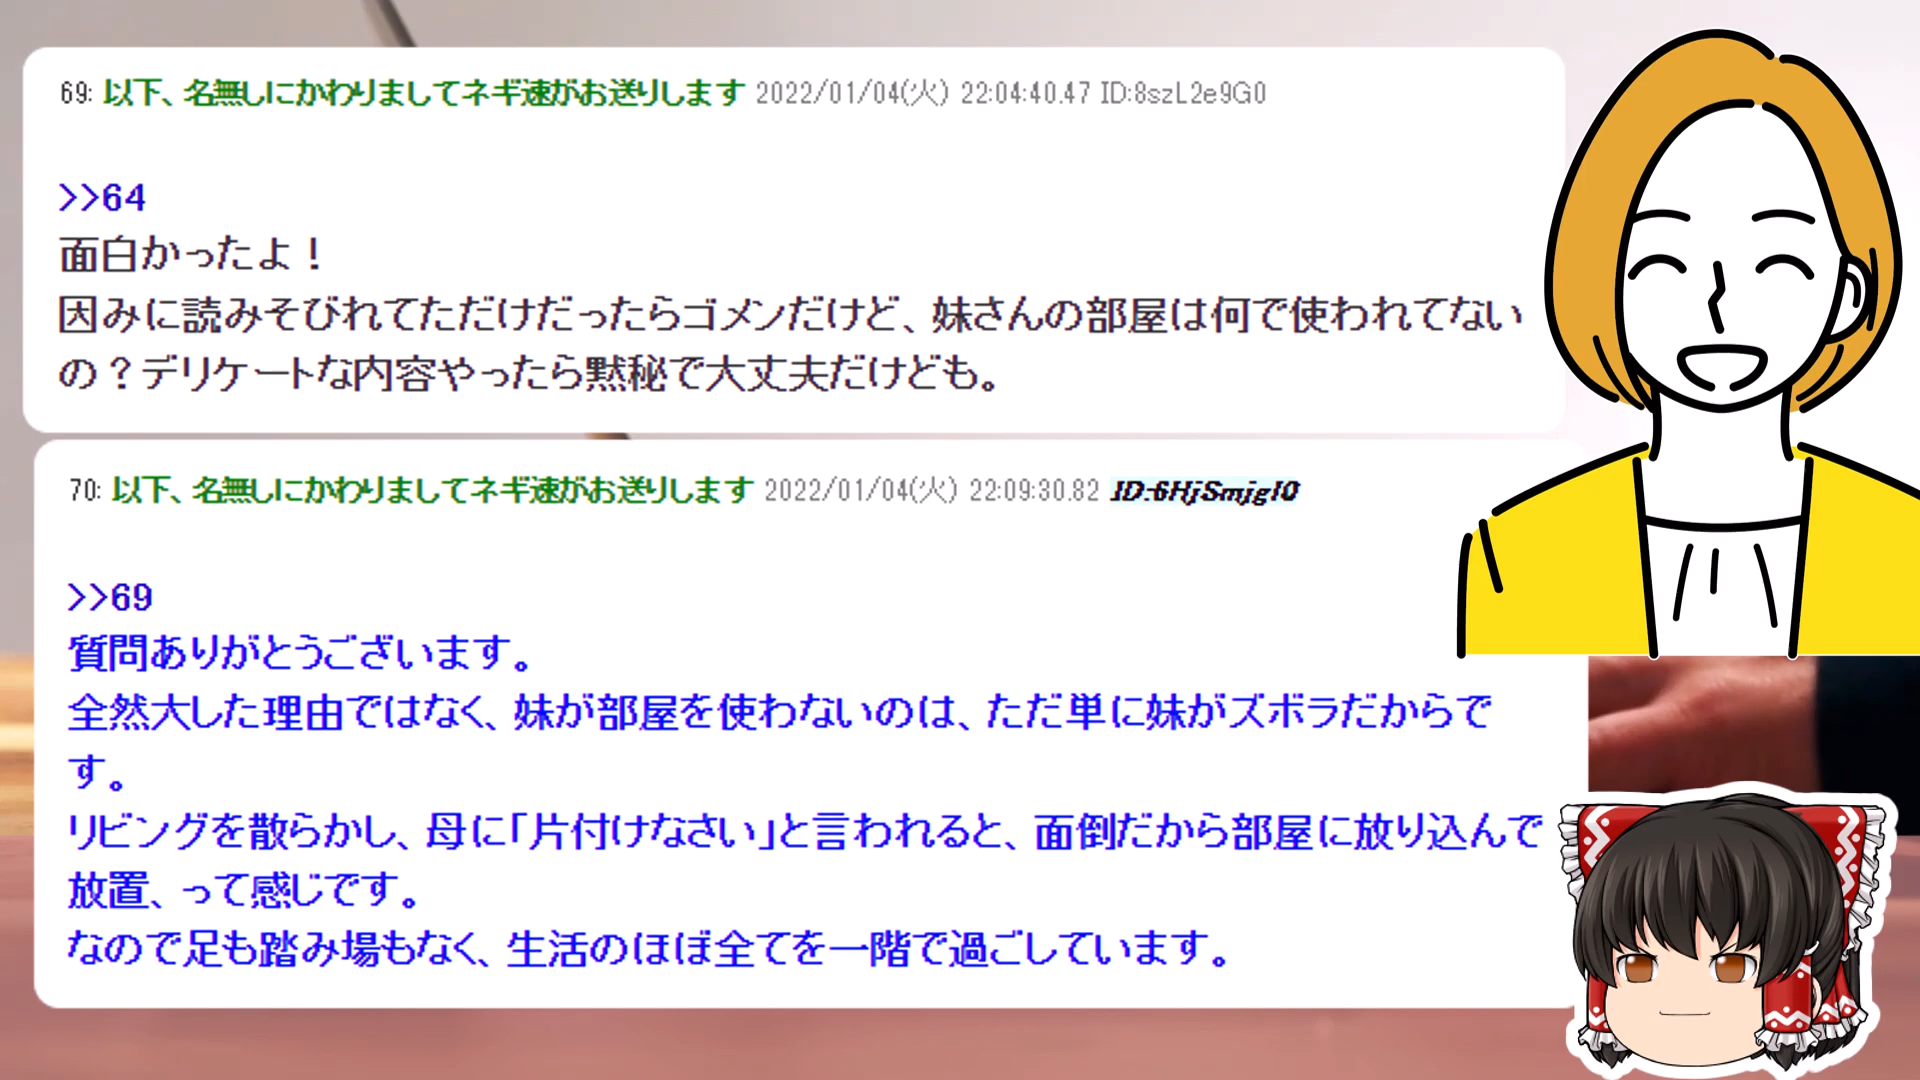 69: 以下、名無しにかわりましてネギ速がお送りします 2022/01/04(火) 22:04:40.47 ID:8szL2e9G0
>>64
面白かったよ！
因みに読みそびれてただけだったらゴメンだけど、妹さんの部屋は何で使われてない
の？デリケートな内容やったら黙秘で大丈夫だけども。
70: 以下、名無しにかわりましてネギ速がお送りします 2022/01/04(火) 22:09:30.82 ID:6HjSmjgI0
>>69
質問ありがとうございます。
全然大した理由ではなく、妹が部屋を使わないのは、ただ単に妹がズボラだからで
す。
リビングを散らかし、母に「片付けなさい」と言われると、面倒だから部屋に放り込んで
放置、って感じです。
なので足も踏み場もなく、生活のほぼ全てを一階で過ごしています。